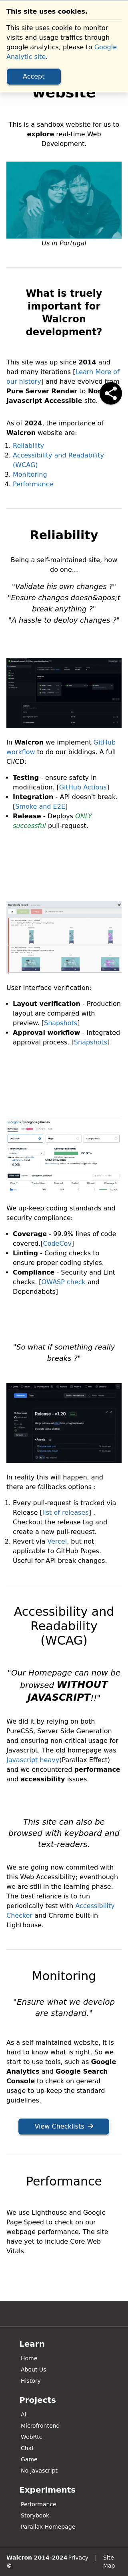 This site uses cookies.
This site uses cookie to monitor
visits and usage traffics through
google analytics, please to Google
Analytic site.
Accept
website
This is a sandbox website for us to
explore real-time Web
Development.
Us in Portugal
What is truely
important for
Walcron
development?
This site was up since 2014 and
had many iterations [Learn More of
our history] and have evolved from
Pure Server Render to Non-
Javascript Accessible site.
As of 2024, the importance of
Walcron website are:
1. Reliability
2. Accessibility and Readability
(WCAG)
3. Monitoring
4. Performance
Reliability
Being a self-maintained site, how
do one...
"Validate his own changes ?"
"Ensure changes doesn&apos;t
break anything ?"
"A hassle to deploy changes ?"
In Walcron we implement GitHub
workflow to do our biddings. A full
CI/CD:
• Testing - ensure safety in
modification. [GitHub Actions]
• Integration - API doesn't break.
[Smoke and E2E]
• Release - Deploys ONLY
successful pull-request.
User Interface verification:
• Layout verification - Production
layout are compared with
preview. [Snapshots]
• Approval workflow - Integrated
approval process. [Snapshots]
We up-keep coding standards and
security compliance:
• Coverage - 99.9% lines of code
covered.[CodeCov]
• Linting - Coding checks to
ensure proper coding styles.
• Compliance - Security and Lint
checks. [OWASP check and
Dependabots]
"So what if something really
breaks ?"
Release - v1.20
In reality this will happen, and
there are fallbacks options :
1. Every pull-request is tracked via
Release [list of releases] .
Checkout the release tag and
create a new pull-request.
2. Revert via Vercel, but not
applicable to GitHub Pages.
Useful for API break changes.
Accessibility and
Readability
(WCAG)
"Our Homepage can now be
browsed WITHOUT
JAVASCRIPT!!"
We did it by relying on both
PureCSS, Server Side Generation
and ensuring non-critical usage for
Javascript. The old homepage was
Javascript heavy(Parallax Effect)
and we encountered performance
and accessibility issues.
This site can also be
browsed with keyboard and
text-readers.
We are going now commited with
this Web Accessibility; eventhough
we are still in the learning phase.
The best reliance is to run
periodically test with Accessibility
Checker and Chrome built-in
Lighthouse.
Monitoring
"Ensure what we develop
are standard."
As a self-maintained website, it is
hard to know what is right. So we
start to use tools, such as Google
Analytics and Google Search
Console to check on general
usage to up-keep the standard
guidelines.
View Checklists →
Performance
We use Lighthouse and Google
Page Speed to check on our
webpage performance. The site
have yet to include Core Web
Vitals.
Learn
Home
About Us
History
Projects
All
Microfrontend
WebRtc
Chat
Game
No Javascript
Experiments
Performance
Storybook
Parallax Homepage
Walcron 2014-2024 Privacy | Site
© Map